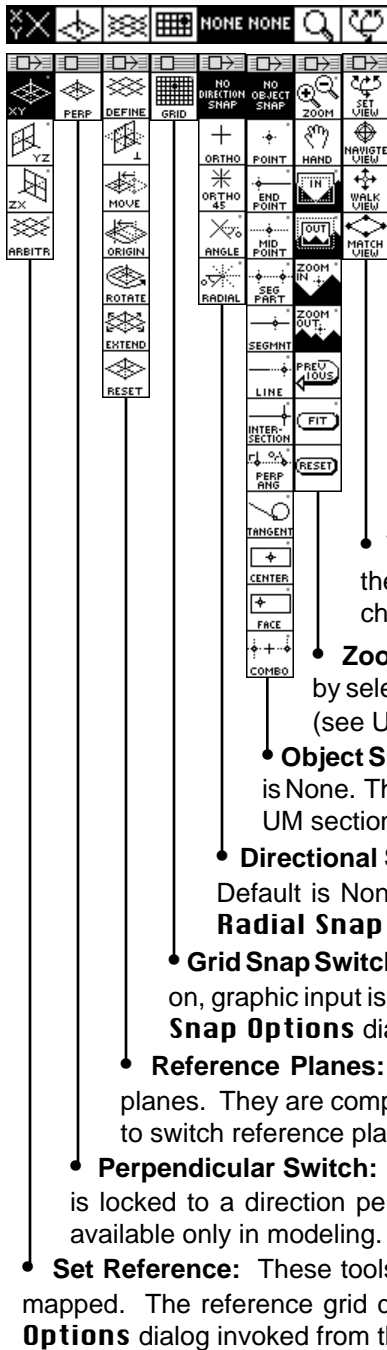 XY
NONE NONE
XY
PERP
DEFINE
GRID
NO DIRECTION SNAP
NO OBJECT SNAP
ZOOM
SET VIEW
YZ
⊥
ORTHO
POINT
HAND
NAVIGTE VIEW
ZX
MOVE
ORTHO 45
END POINT
IN
WALK VIEW
ARBITR
ORIGIN
ANGLE
MID POINT
OUT
MATCH VIEW
ROTATE
RADIAL
SEG PART
ZOOM IN
EXTEND
SEGMNT
ZOOM OUT
RESET
LINE
PREVIOUS
INTER-SECTION
FIT
PERP ANG
RESET
TANGENT
CENTER
FACE
COMBO
the
ch
• Zoo
by sele
(see U
• Object S
is None. Th
UM section
• Directional
Default is Non
Radial Snap
• Grid Snap Switch
on, graphic input is
Snap Options dia
• Reference Planes:
planes. They are comp
to switch reference pla
• Perpendicular Switch:
is locked to a direction pe
available only in modeling.
• Set Reference: These tools
mapped. The reference grid
Options dialog invoked from th